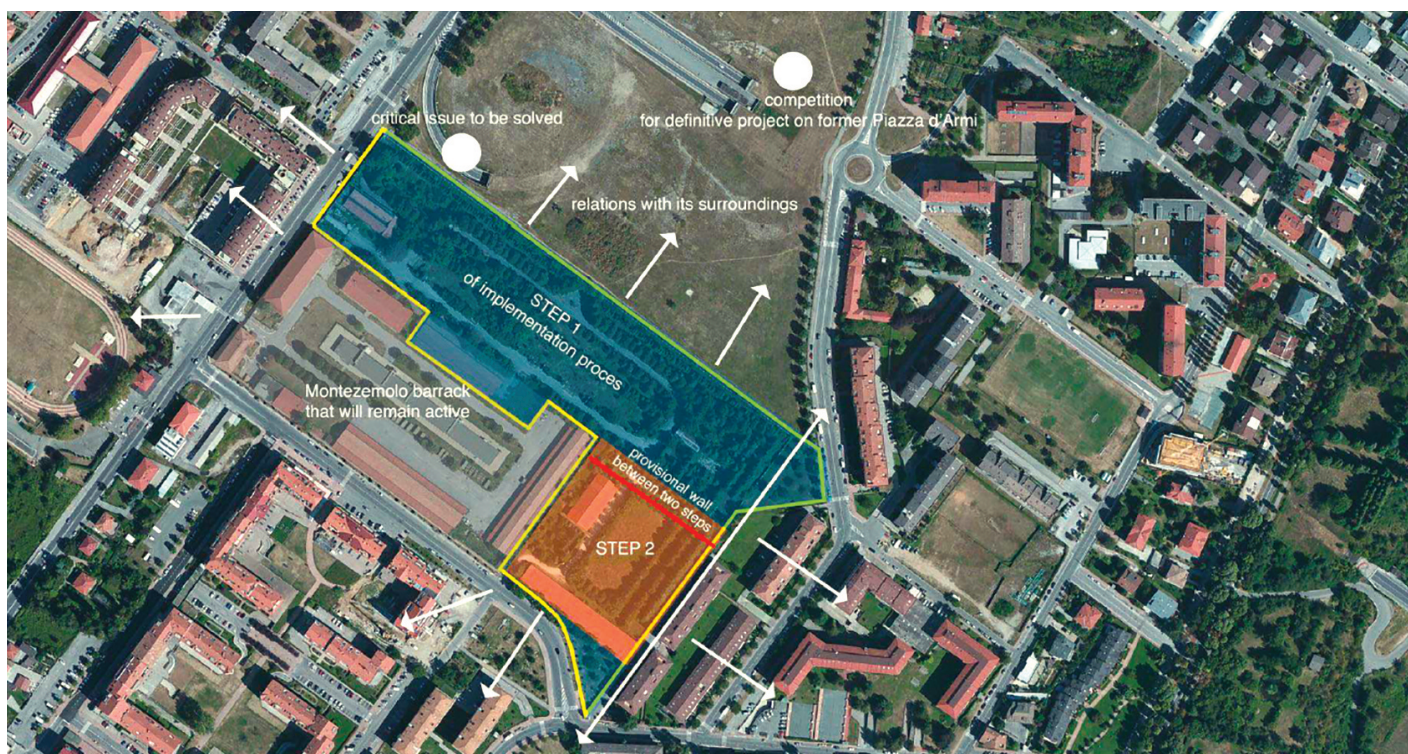 competition
for definitive project on former Piazza d'Armi
critical issue to be solved
relations with its surroundings
STEP 1
of implementation proces
Montezemolo barrack
that will remain active
provisional wall
between two steps
STEP 2